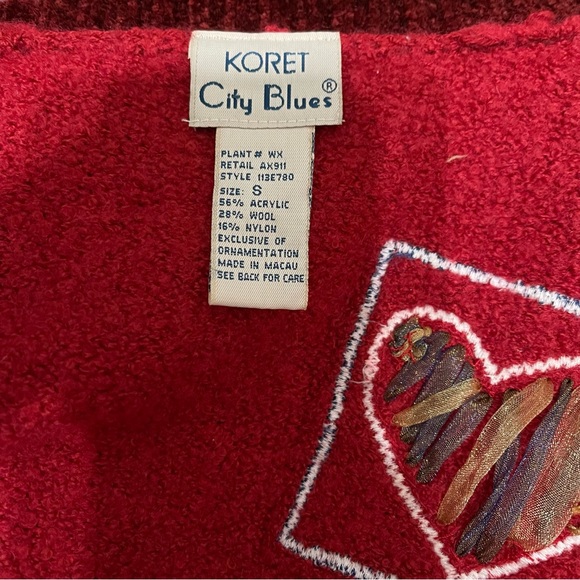 KORET
City Blues®
PLANT# WX
RETAIL AX911
STYLE 113E780
SIZE: S
56% ACRYLIC
28% WOOL
16% NYLON
EXCLUSIVE OF
ORNAMENTATION
MADE IN MACAU
SEE BACK FOR CARE